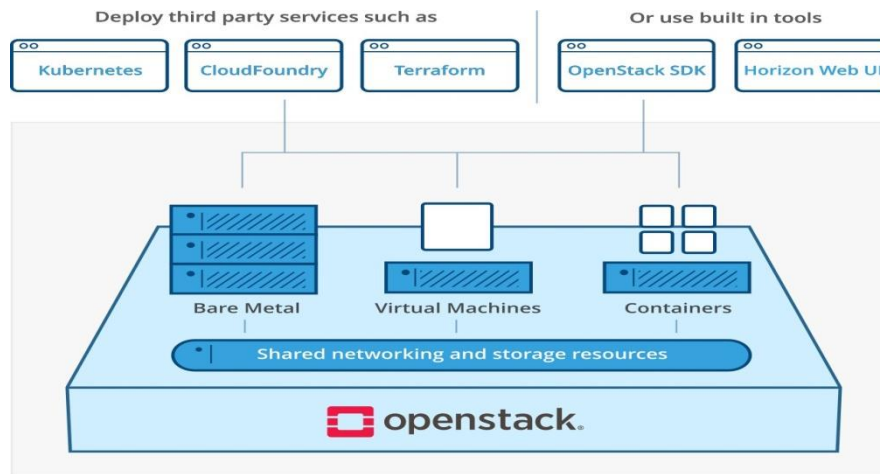 Deploy third party services such as
Or use built in tools
Kubernetes
CloudFoundry
Terraform
OpenStack SDK
Horizon Web UI
Bare Metal
Virtual Machines
Containers
Shared networking and storage resources
openstack.